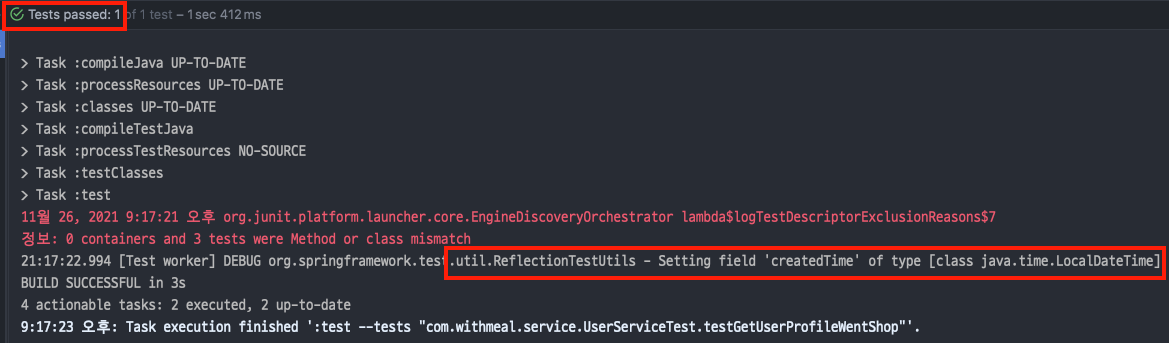 Tests passed: 1 of 1 test – 1 sec 412 ms
> Task :compileJava UP-TO-DATE
> Task :processResources UP-TO-DATE
> Task :classes UP-TO-DATE
> Task :compileTestJava
> Task :processTestResources NO-SOURCE
> Task :testClasses
> Task :test
11월 26, 2021 9:17:21 오후 org.junit.platform.launcher.core.EngineDiscoveryOrchestrator lambda$logTestDescriptorExclusionReasons$7
정보: 0 containers and 3 tests were Method or class mismatch
21:17:22.994 [Test worker] DEBUG org.springframework.test.util.ReflectionTestUtils - Setting field 'createdTime' of type [class java.time.LocalDateTime]
BUILD SUCCESSFUL in 3s
4 actionable tasks: 2 executed, 2 up-to-date
9:17:23 오후: Task execution finished ':test --tests "com.withmeal.service.UserServiceTest.testGetUserProfileWentShop"'.